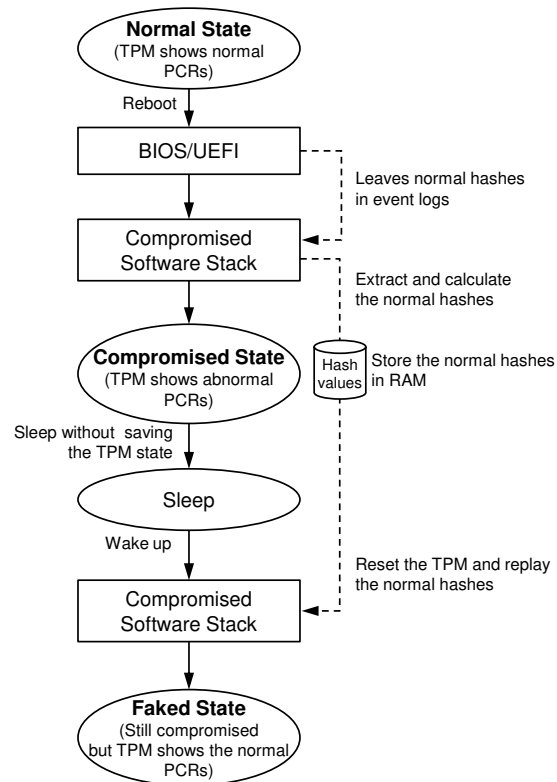 Normal State
(TPM shows normal
PCRs)
Reboot
BIOS/UEFI
Leaves normal hashes
in event logs
Compromised
Software Stack
Extract and calculate
the normal hashes
Compromised State
(TPM shows abnormal
PCRs)
Hash
values
Store the normal hashes
in RAM
Sleep without saving
the TPM state
Sleep
Wake up
Reset the TPM and replay
the normal hashes
Compromised
Software Stack
Faked State
(Still compromised
but TPM shows the normal
PCRs)